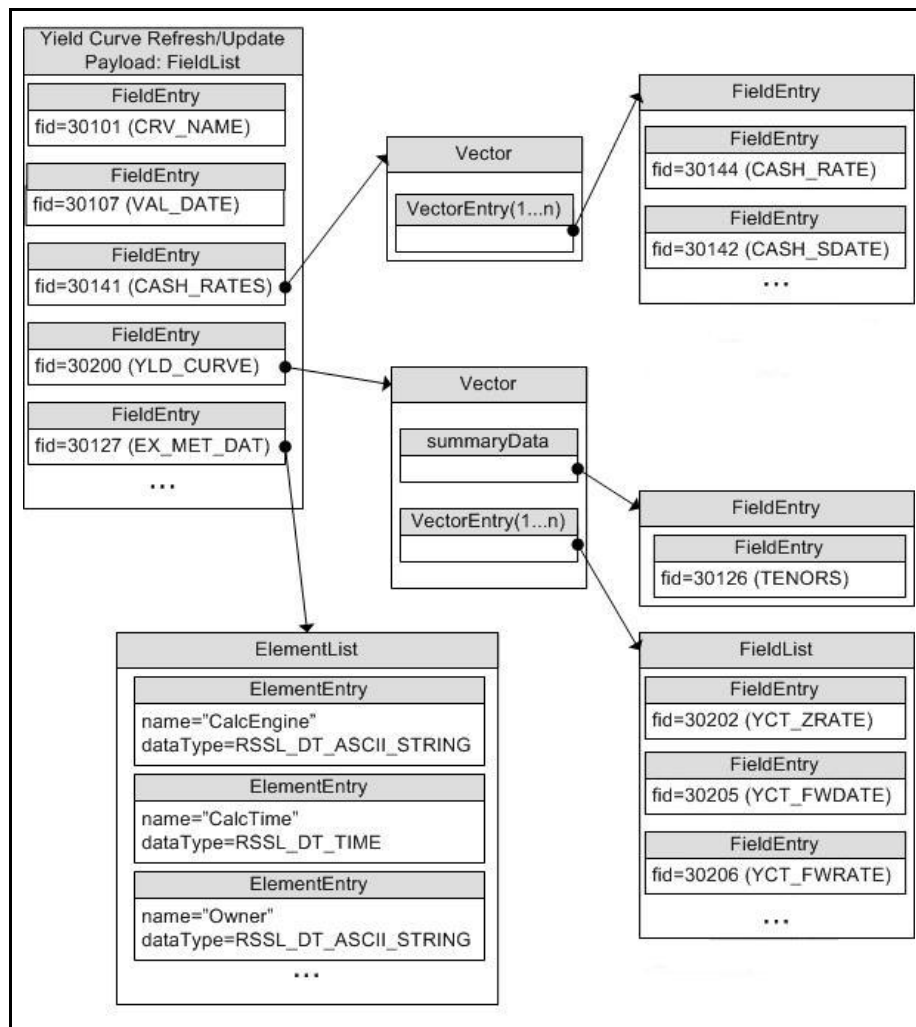 Yield Curve Refresh/Update
Payload: FieldList
FieldEntry
fid=30101 (CRV_NAME)
FieldEntry
fid=30107 (VAL_DATE)
FieldEntry
fid=30141 (CASH_RATES)
FieldEntry
fid=30200 (YLD_CURVE)
FieldEntry
fid=30127 (EX_MET_DAT)
...
Vector
VectorEntry(1...n)
FieldEntry
FieldEntry
fid=30144 (CASH_RATE)
FieldEntry
fid=30142 (CASH_SDATE)
...
Vector
summaryData
VectorEntry(1...n)
FieldEntry
FieldEntry
fid=30126 (TENORS)
FieldList
FieldEntry
fid=30202 (YCT_ZRATE)
FieldEntry
fid=30205 (YCT_FWDATE)
FieldEntry
fid=30206 (YCT_FWRATE)
...
ElementList
ElementEntry
name="CalcEngine"
dataType=RSSL_DT_ASCII_STRING
ElementEntry
name="CalcTime"
dataType=RSSL_DT_TIME
ElementEntry
name="Owner"
dataType=RSSL_DT_ASCII_STRING
...